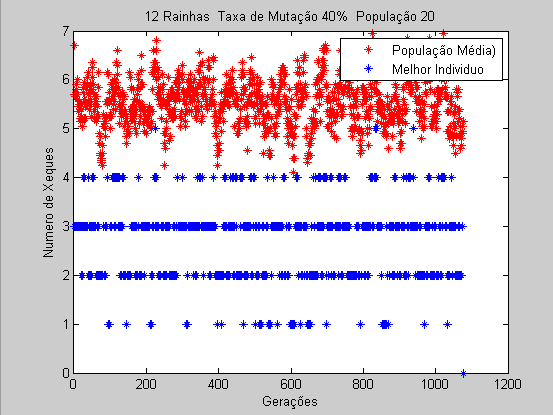 12 Rainhas  Taxa de Mutação 40%  População 20
7
6
5
4
3
2
1
0
Numero de Xeques
População Média)
Melhor Individuo
0 200 400 600 800 1000 1200
Gerações